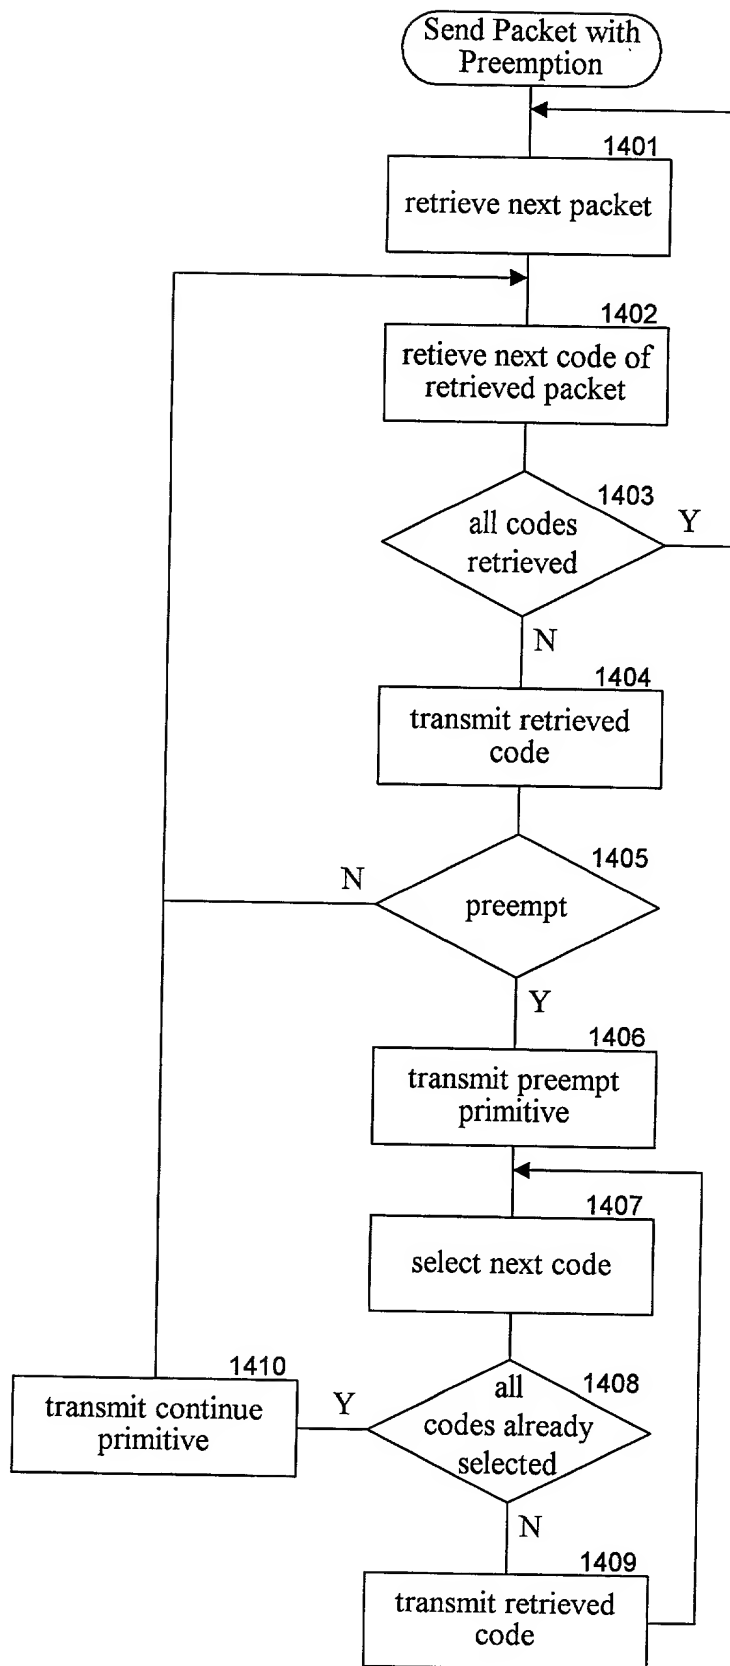 Send Packet with
Preemption
1401
retrieve next packet
1402
retieve next code of
retrieved packet
1403
all codes
retrieved
Y
N
1404
transmit retrieved
code
1405
preempt
N
Y
1406
transmit preempt
primitive
1407
select next code
1408
all
codes already
selected
Y
N
1410
transmit continue
primitive
1409
transmit retrieved
code